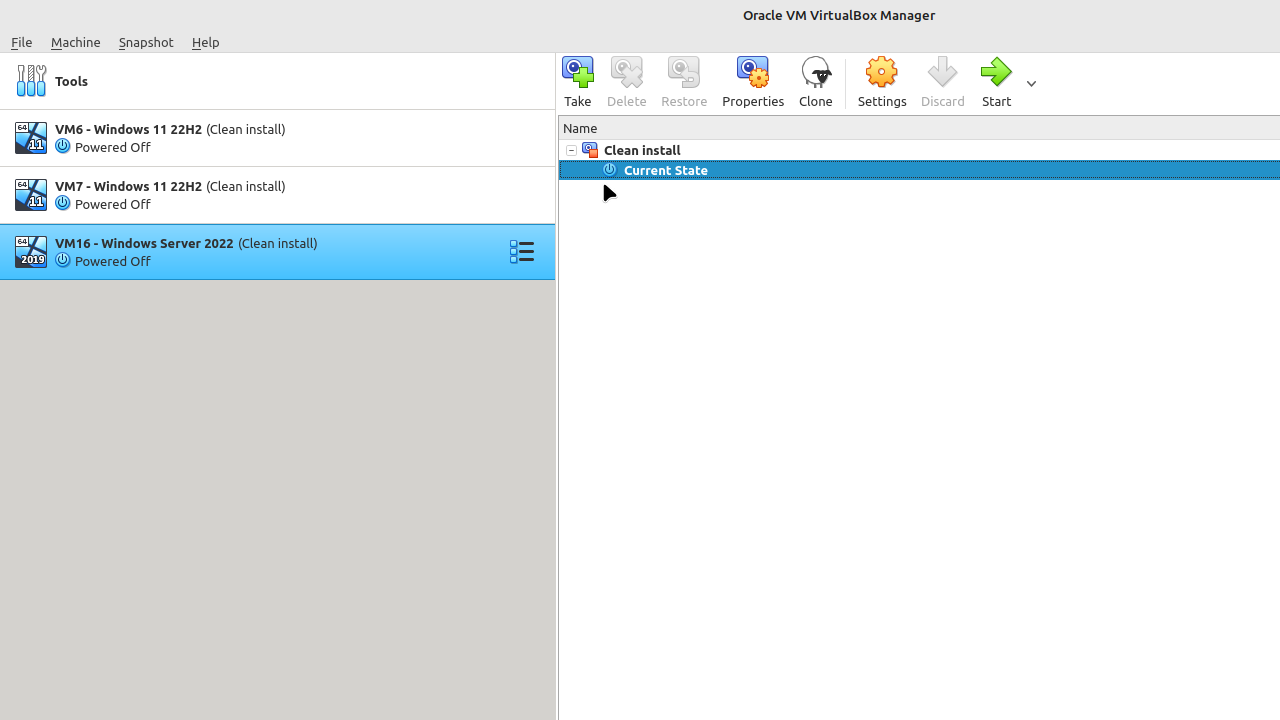 Oracle VM VirtualBox Manager
File Machine Snapshot Help
Tools
Take Delete Restore Properties Clone Settings Discard Start
Name
64 11 VM6 - Windows 11 22H2 (Clean install)
Powered Off
64 11 VM7 - Windows 11 22H2 (Clean install)
Powered Off
64 2019 VM16 - Windows Server 2022 (Clean install)
Powered Off
Clean install
Current State